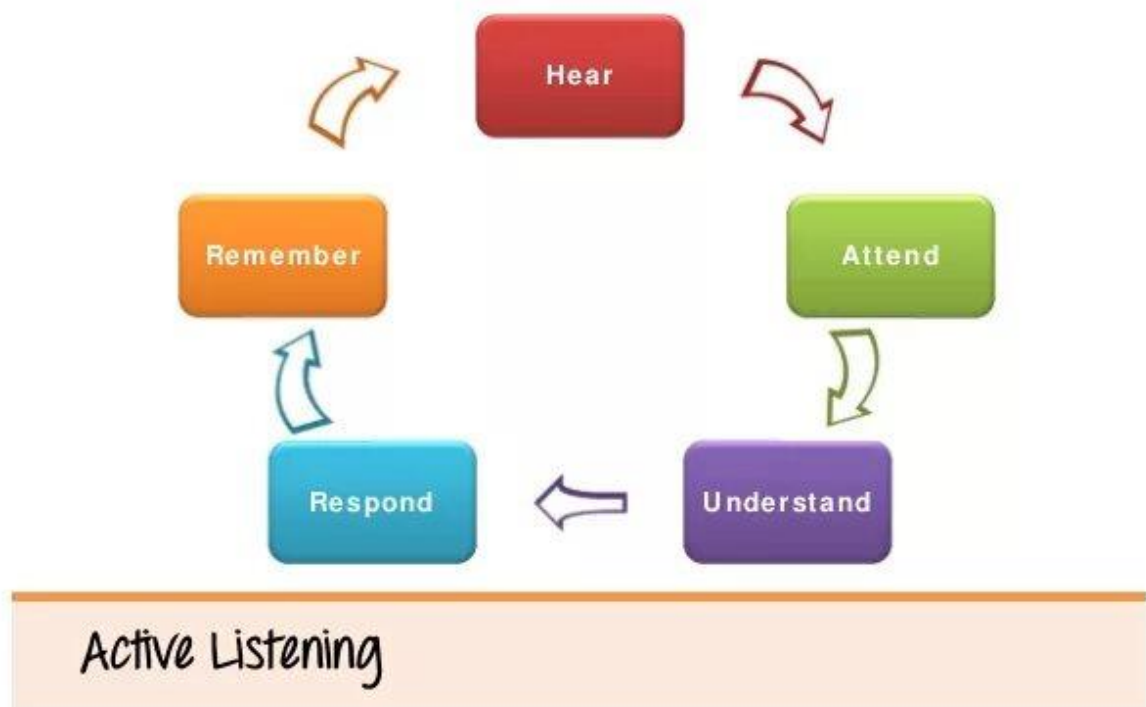 Hear
Attend
Understand
Respond
Remember
Active Listening